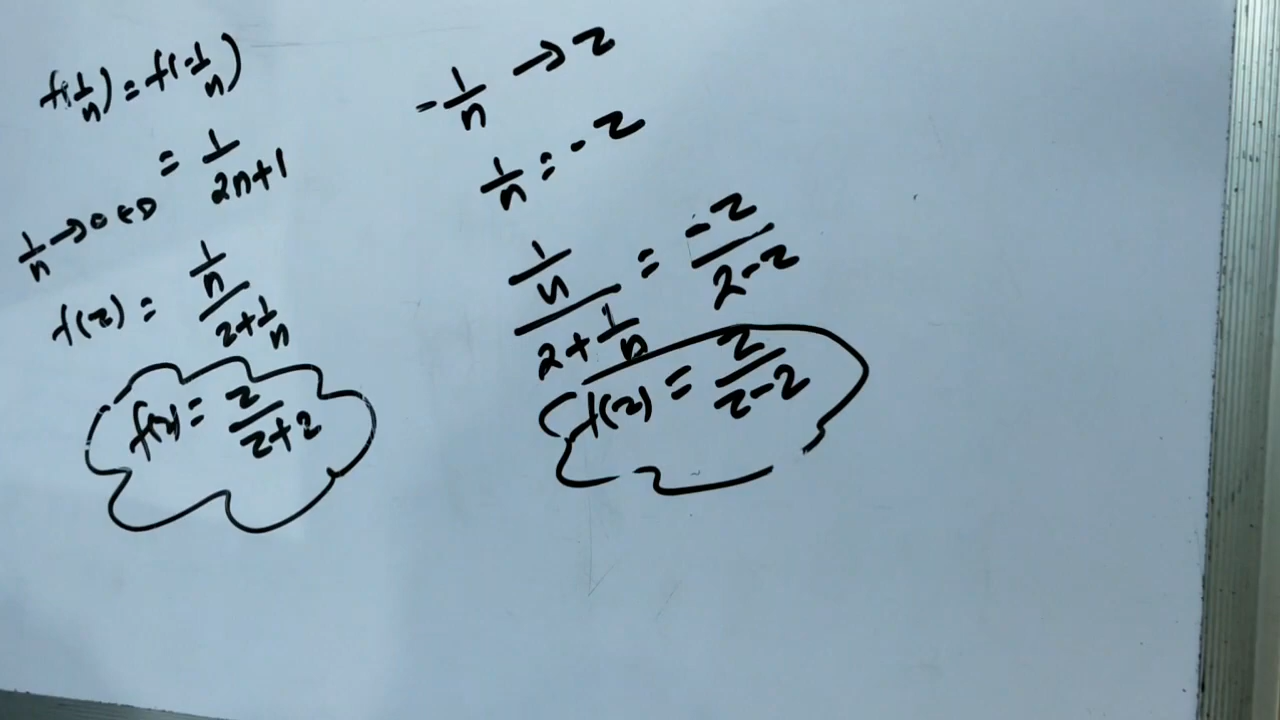 f(1/n) = f(-1/n)
= 1/(2n+1)
1/n → 0 ∈ D
f(z) = (1/n)/(2+1/n)
f(z) = z/(z+2)
-1/n → z
1/n = -z
(1/n)/(2+1/n) = -z/(2-z)
f(z) = z/(z-2)